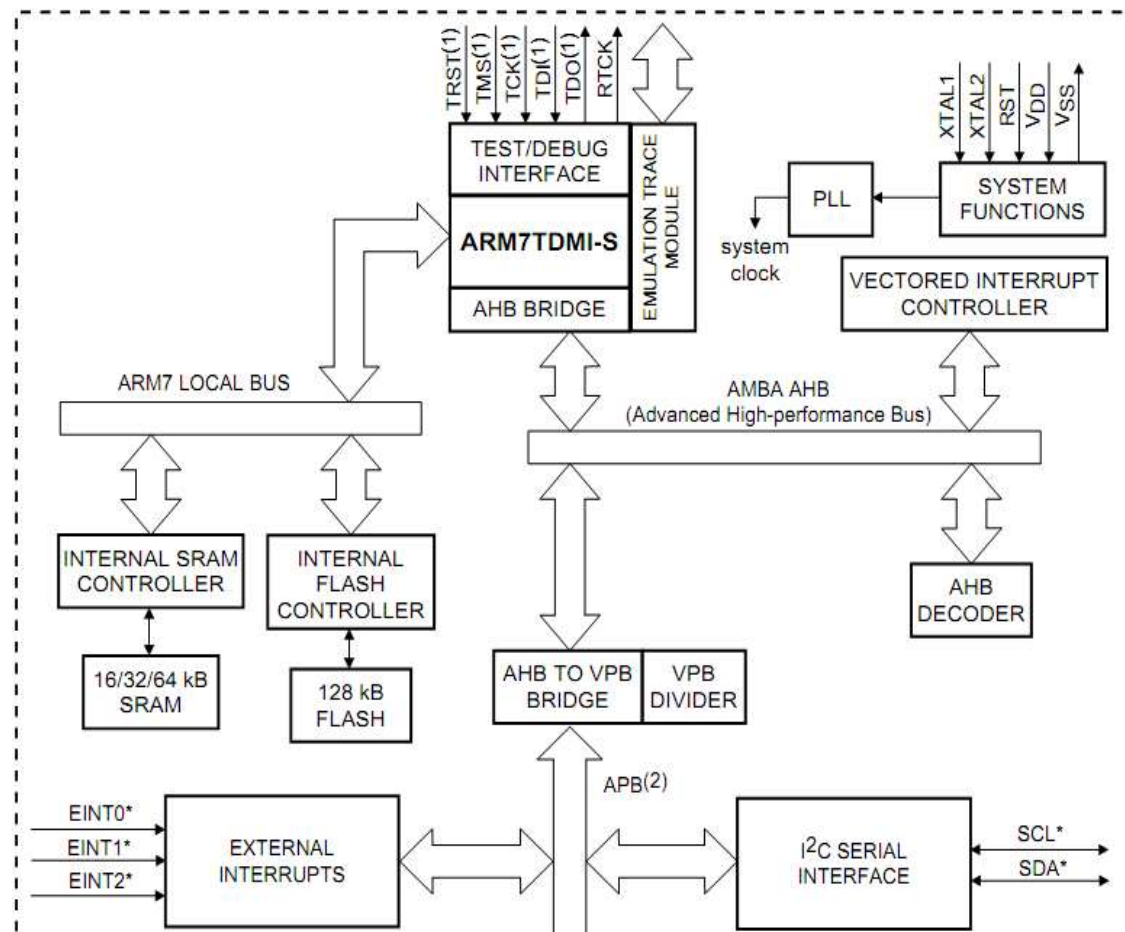 TRST(1)
TMS(1)
TCK(1)
TDI(1)
TDO(1)
RTCK
XTAL1
XTAL2
RST
VDD
VSS
TEST/DEBUG
INTERFACE
EMULATION TRACE
MODULE
PLL
SYSTEM
FUNCTIONS
ARM7TDMI-S
system
clock
AHB BRIDGE
VECTORED INTERRUPT
CONTROLLER
ARM7 LOCAL BUS
AMBA AHB
(Advanced High-performance Bus)
INTERNAL SRAM
CONTROLLER
INTERNAL
FLASH
CONTROLLER
AHB
DECODER
16/32/64 kB
SRAM
128 kB
FLASH
AHB TO VPB
BRIDGE
VPB
DIVIDER
APB(2)
EINT0*
EINT1*
EINT2*
EXTERNAL
INTERRUPTS
I2C SERIAL
INTERFACE
SCL*
SDA*